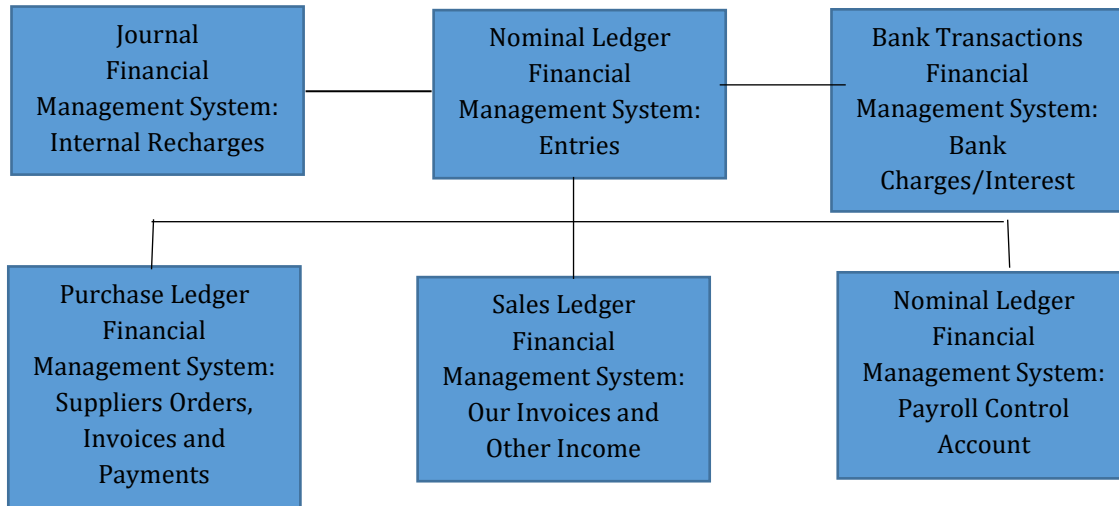 Journal
Financial
Management System:
Internal Recharges
Nominal Ledger
Financial
Management System:
Entries
Bank Transactions
Financial
Management System:
Bank
Charges/Interest
Purchase Ledger
Financial
Management System:
Suppliers Orders,
Invoices and
Payments
Sales Ledger
Financial
Management System:
Our Invoices and
Other Income
Nominal Ledger
Financial
Management System:
Payroll Control
Account